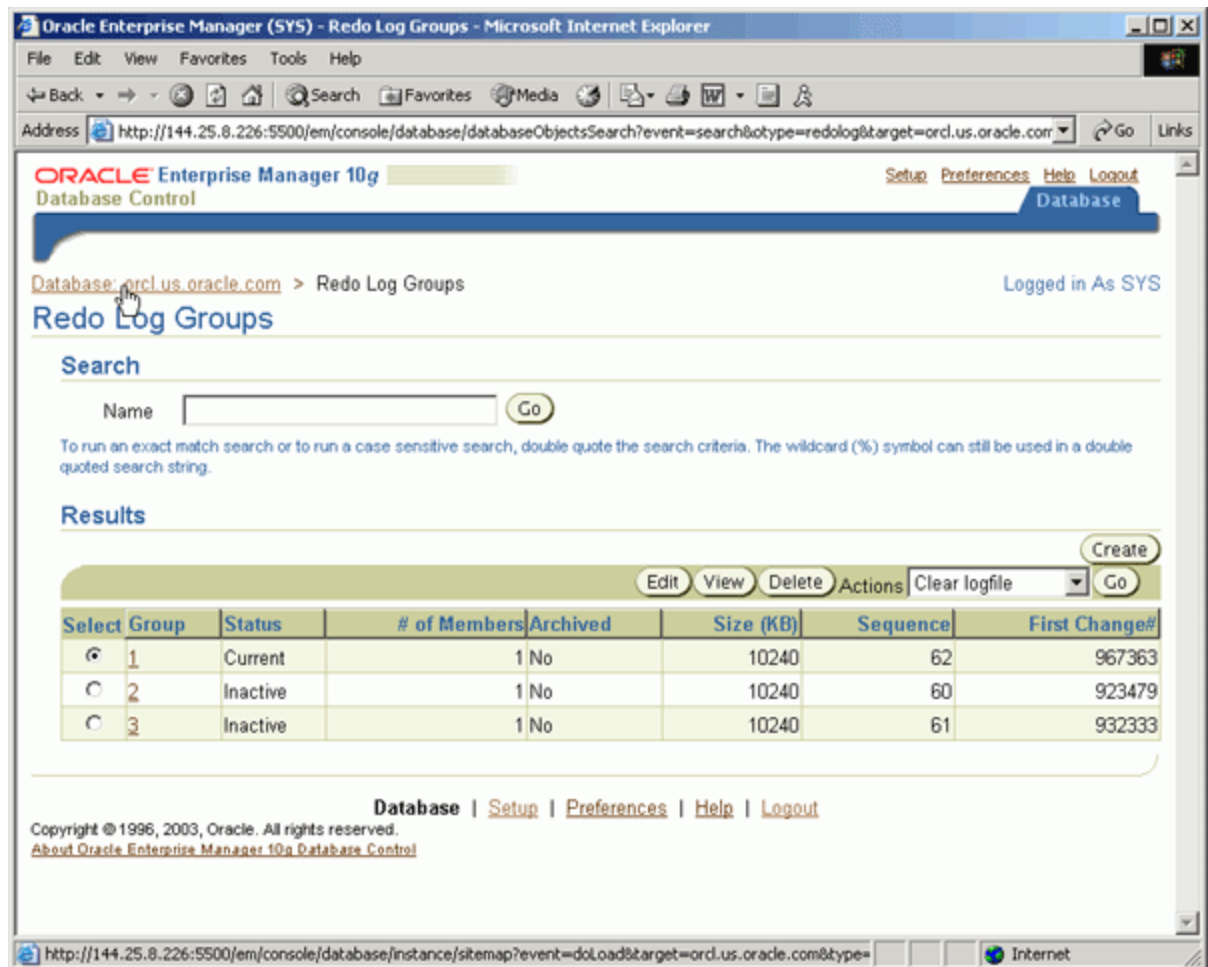 Oracle Enterprise Manager (SYS) - Redo Log Groups - Microsoft Internet Explorer
File Edit View Favorites Tools Help
Back Search Favorites Media
Address http://144.25.8.226:5500/em/console/database/databaseObjectsSearch?event=search&otype=redolog&target=orcl.us.oracle.com Go Links
ORACLE Enterprise Manager 10g Setup Preferences Help Logout
Database Control Database
Database: orcl.us.oracle.com > Redo Log Groups Logged in As SYS
Redo Log Groups
Search
Name Go
To run an exact match search or to run a case sensitive search, double quote the search criteria. The wildcard (%) symbol can still be used in a double
quoted search string.
Results
Create
Edit View Delete Actions Clear logfile Go
Select Group Status # of Members Archived Size (KB) Sequence First Change#
1 Current 1 No 10240 62 967363
2 Inactive 1 No 10240 60 923479
3 Inactive 1 No 10240 61 932333
Database | Setup | Preferences | Help | Logout
Copyright © 1996, 2003, Oracle. All rights reserved.
About Oracle Enterprise Manager 10g Database Control
http://144.25.8.226:5500/em/console/database/instance/sitemap?event=doLoad&target=orcl.us.oracle.com&type= Internet